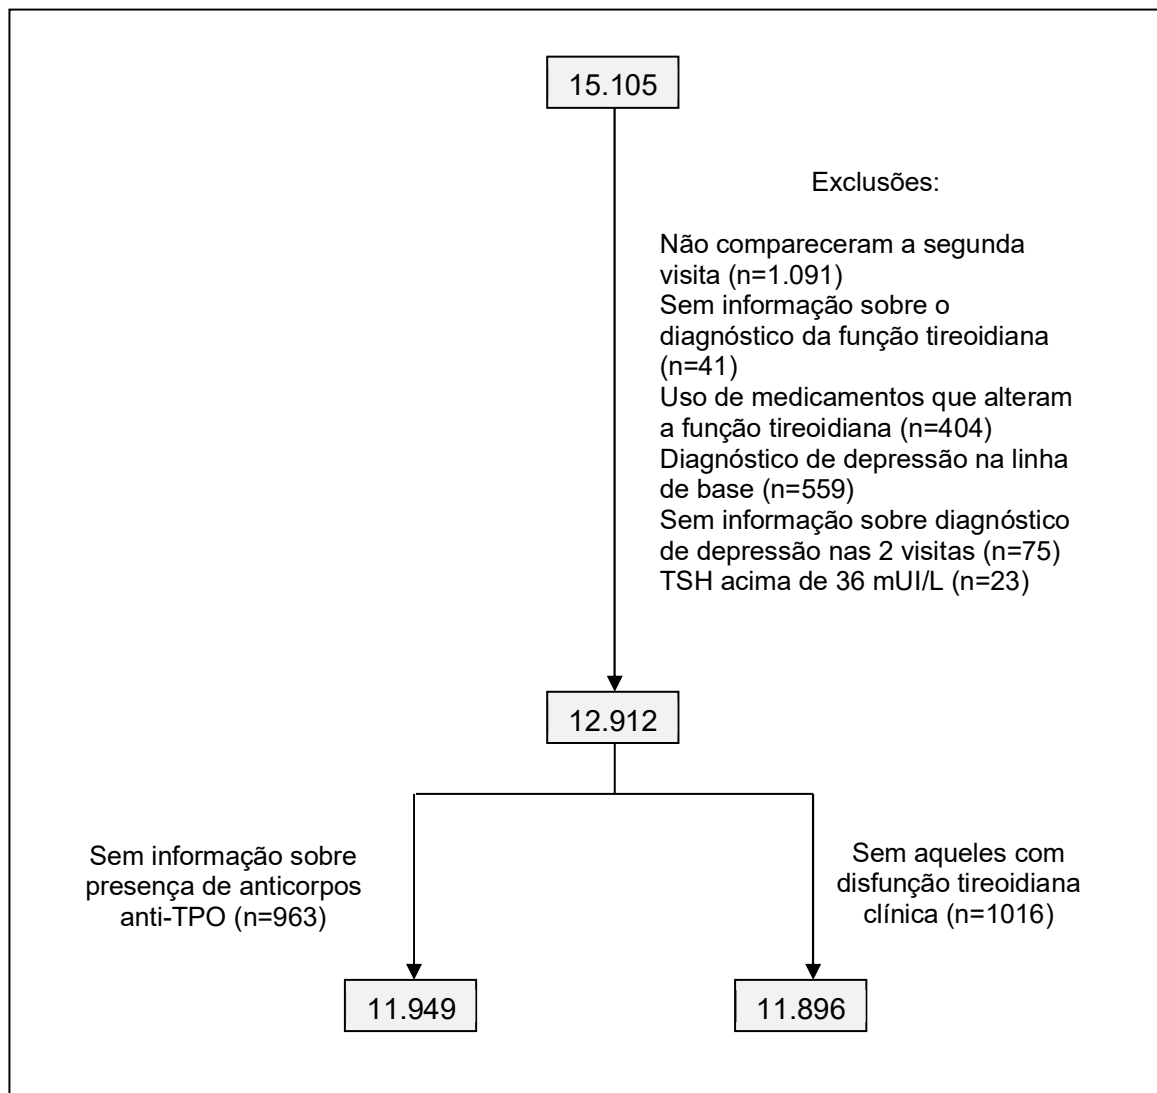 15.105
Exclusões:
Não compareceram a segunda
visita (n=1.091)
Sem informação sobre o
diagnóstico da função tireoidiana
(n=41)
Uso de medicamentos que alteram
a função tireoidiana (n=404)
Diagnóstico de depressão na linha
de base (n=559)
Sem informação sobre diagnóstico
de depressão nas 2 visitas (n=75)
TSH acima de 36 mUI/L (n=23)
12.912
Sem informação sobre
presença de anticorpos
anti-TPO (n=963)
Sem aqueles com
disfunção tireoidiana
clínica (n=1016)
11.949
11.896